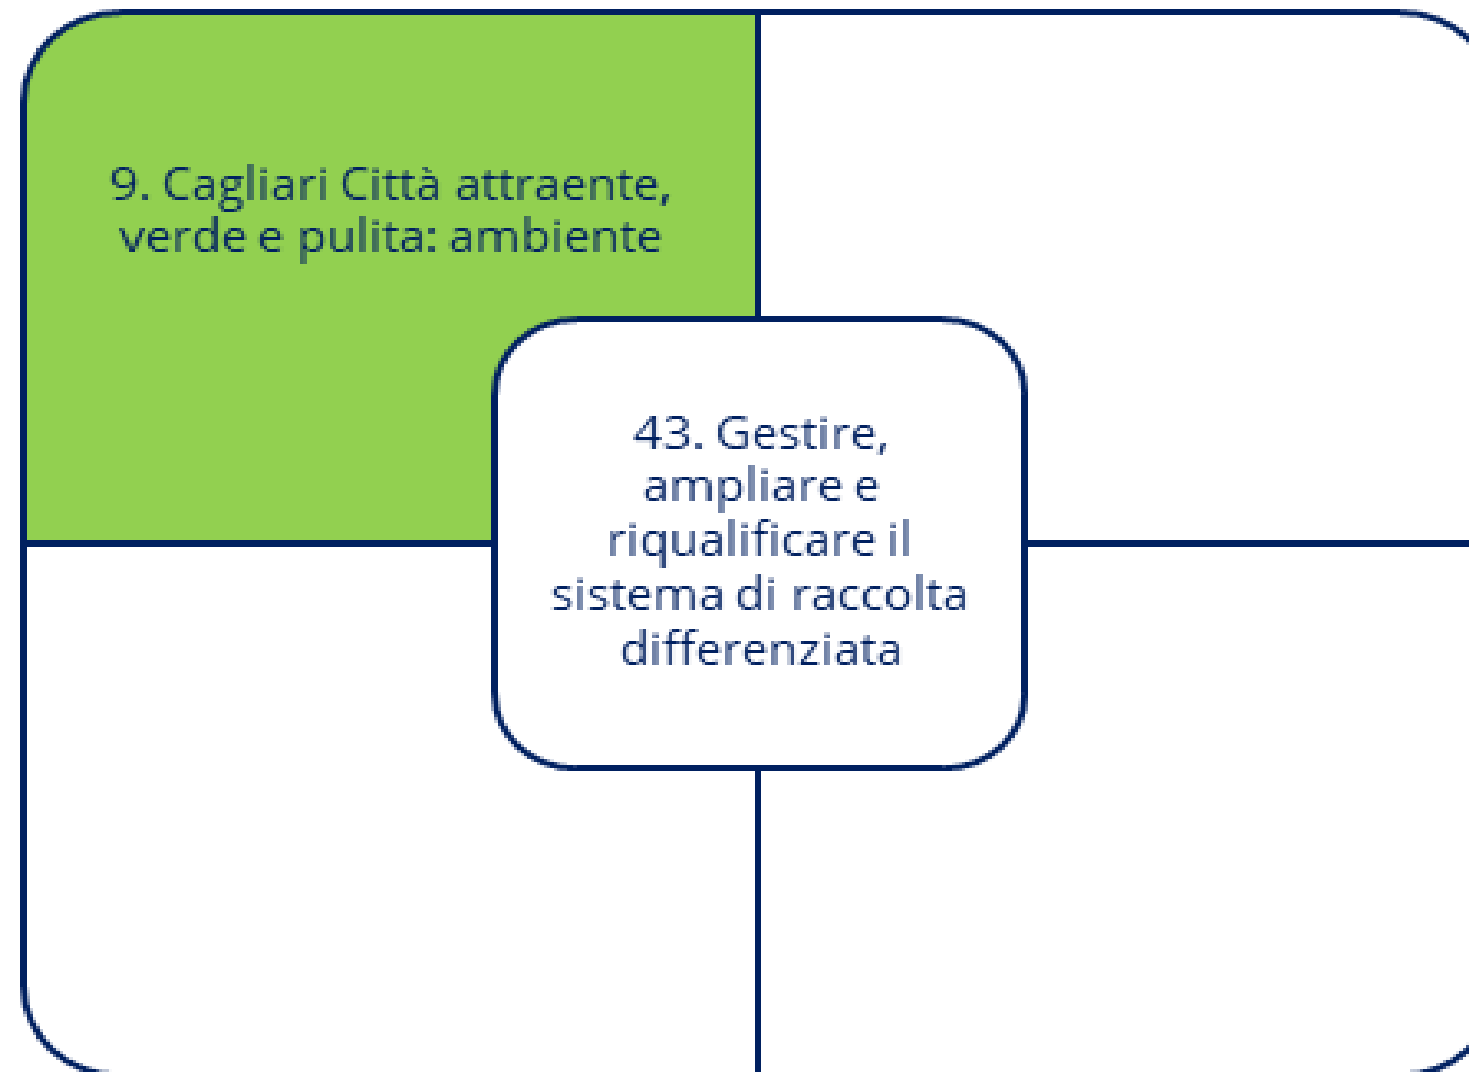 9. Cagliari Città attraente,
verde e pulita: ambiente
43. Gestire,
ampliare e
riqualificare il
sistema di raccolta
differenziata